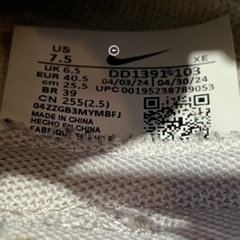 US
7.5
XE
UK 6.5
EUR 40.5
cm 25.5
BR 39
CN 255(2.5)
DD1391-103
04/03/24 04/30/24
UPC 00195238789053
04ZZGB3MYMBFJ
MADE IN CHINA
HECHO EN CHINA